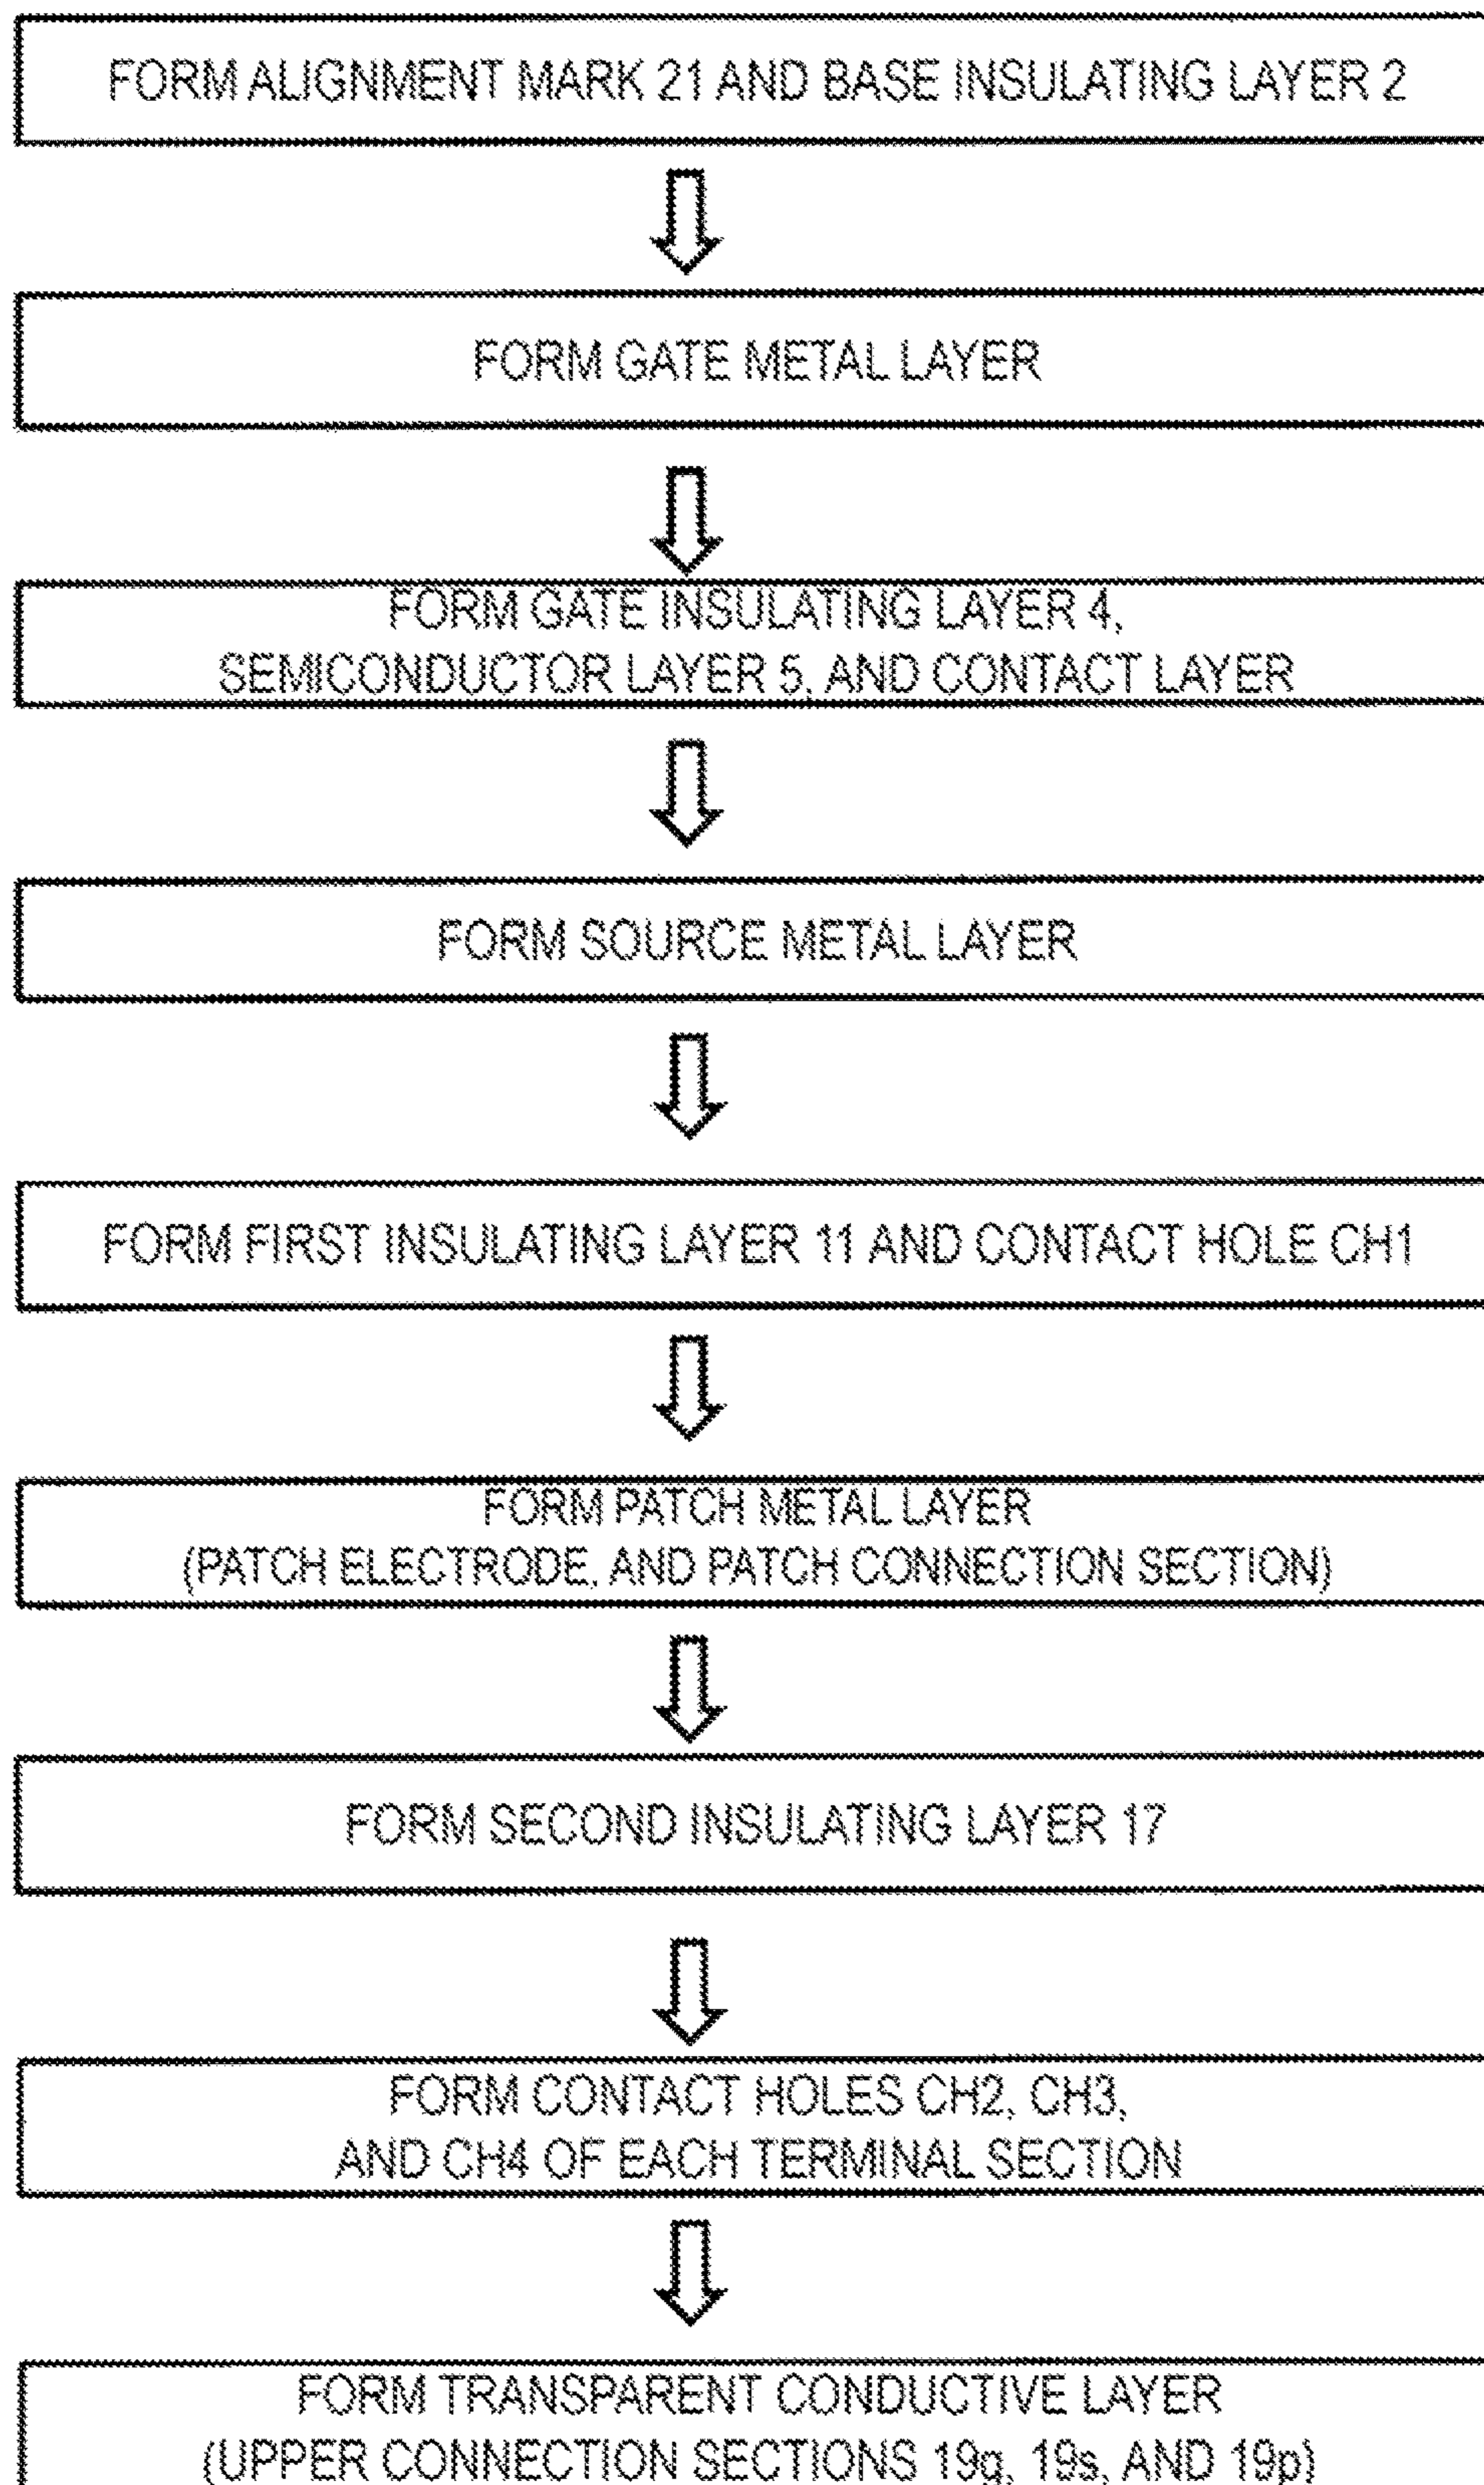 FORM ALIGNMENT MARK 21 AND BASE INSULATING LAYER 2
FORM GATE METAL LAYER
FORM GATE INSULATING LAYER 4,
SEMICONDUCTOR LAYER 5, AND CONTACT LAYER
FORM SOURCE METAL LAYER
FORM FIRST INSULATING LAYER 11 AND CONTACT HOLE CH1
FORM PATCH METAL LAYER
(PATCH ELECTRODE, AND PATCH CONNECTION SECTION)
FORM SECOND INSULATING LAYER 17
FORM CONTACT HOLES CH2, CH3,
AND CH4 OF EACH TERMINAL SECTION
FORM TRANSPARENT CONDUCTIVE LAYER
(UPPER CONNECTION SECTIONS 19g, 19s, AND 19p)